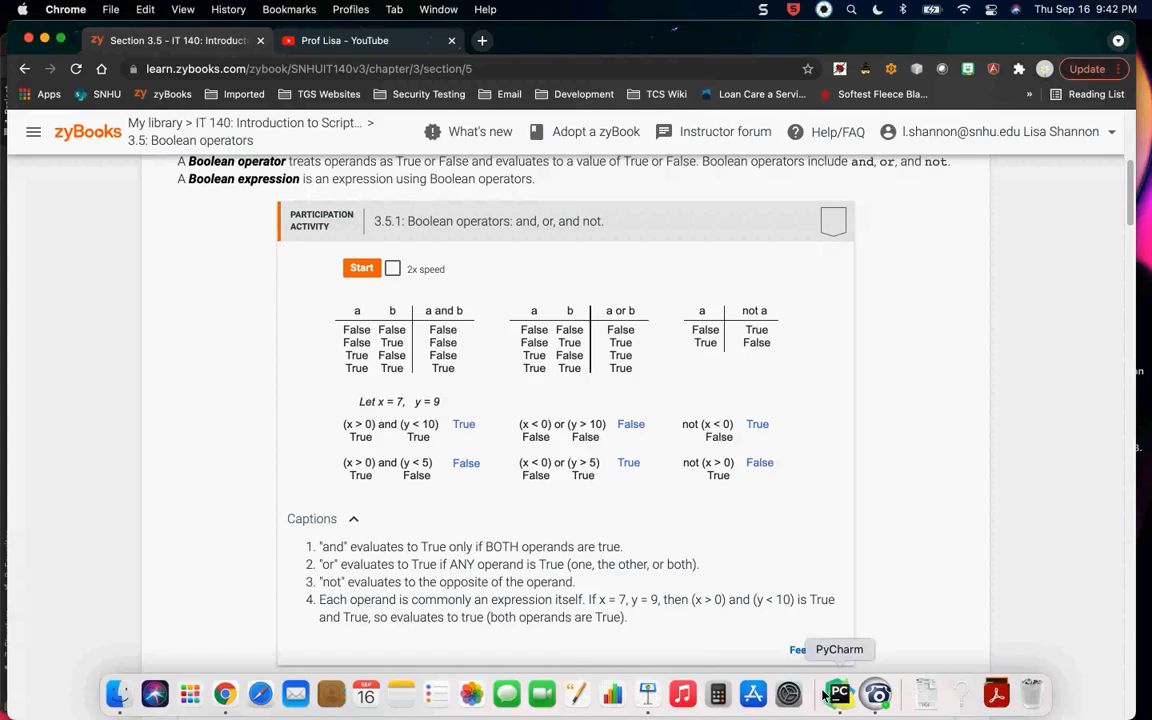 Chrome File Edit View History Bookmarks Profiles Tab Window Help Thu Sep 16 9:42 PM
Section 3.5 - IT 140: Introduct Prof Lisa - YouTube
learn.zybooks.com/zybook/SNHUIT140v3/chapter/3/section/5 Update
Apps SNHU zyBooks Imported TGS Websites Security Testing Email Development TCS Wiki Loan Care a Servi... Softest Fleece Bla... » Reading List
zyBooks My library > IT 140: Introduction to Script... > What's new Adopt a zyBook Instructor forum Help/FAQ l.shannon@snhu.edu Lisa Shannon
3.5: Boolean operators
A Boolean operator treats operands as True or False and evaluates to a value of True or False. Boolean operators include and, or, and not.
A Boolean expression is an expression using Boolean operators.
PARTICIPATION ACTIVITY 3.5.1: Boolean operators: and, or, and not.
Start 2x speed
a b a and b a b a or b a not a
False False False False False False False True
False True False False True True True False
True False False True False True
True True True True True True
Let x = 7, y = 9
(x > 0) and (y < 10) True (x < 0) or (y > 10) False not (x < 0) True
True True False False False
(x > 0) and (y < 5) False (x < 0) or (y > 5) True not (x > 0) False
True False False True True
Captions
1. "and" evaluates to True only if BOTH operands are true.
2. "or" evaluates to True if ANY operand is True (one, the other, or both).
3. "not" evaluates to the opposite of the operand.
4. Each operand is commonly an expression itself. If x = 7, y = 9, then (x > 0) and (y < 10) is True
and True, so evaluates to true (both operands are True).
Fee PyCharm
SEP
16 PC